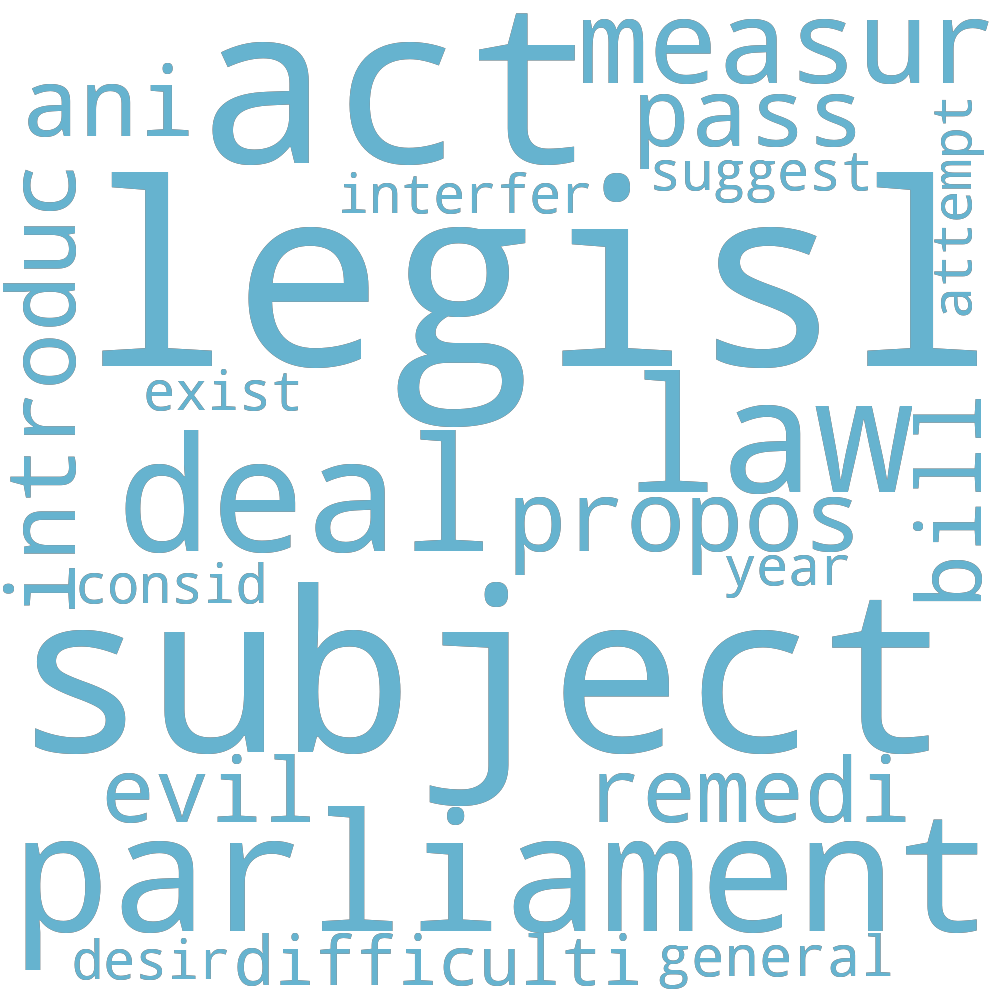 act
measur
ani
pass
suggest
attempt
interfer
introduc
legisl
exist
law
bill
deal
propos
year
consid
subject
evil
remedi
parliament
desir
difficulti
general